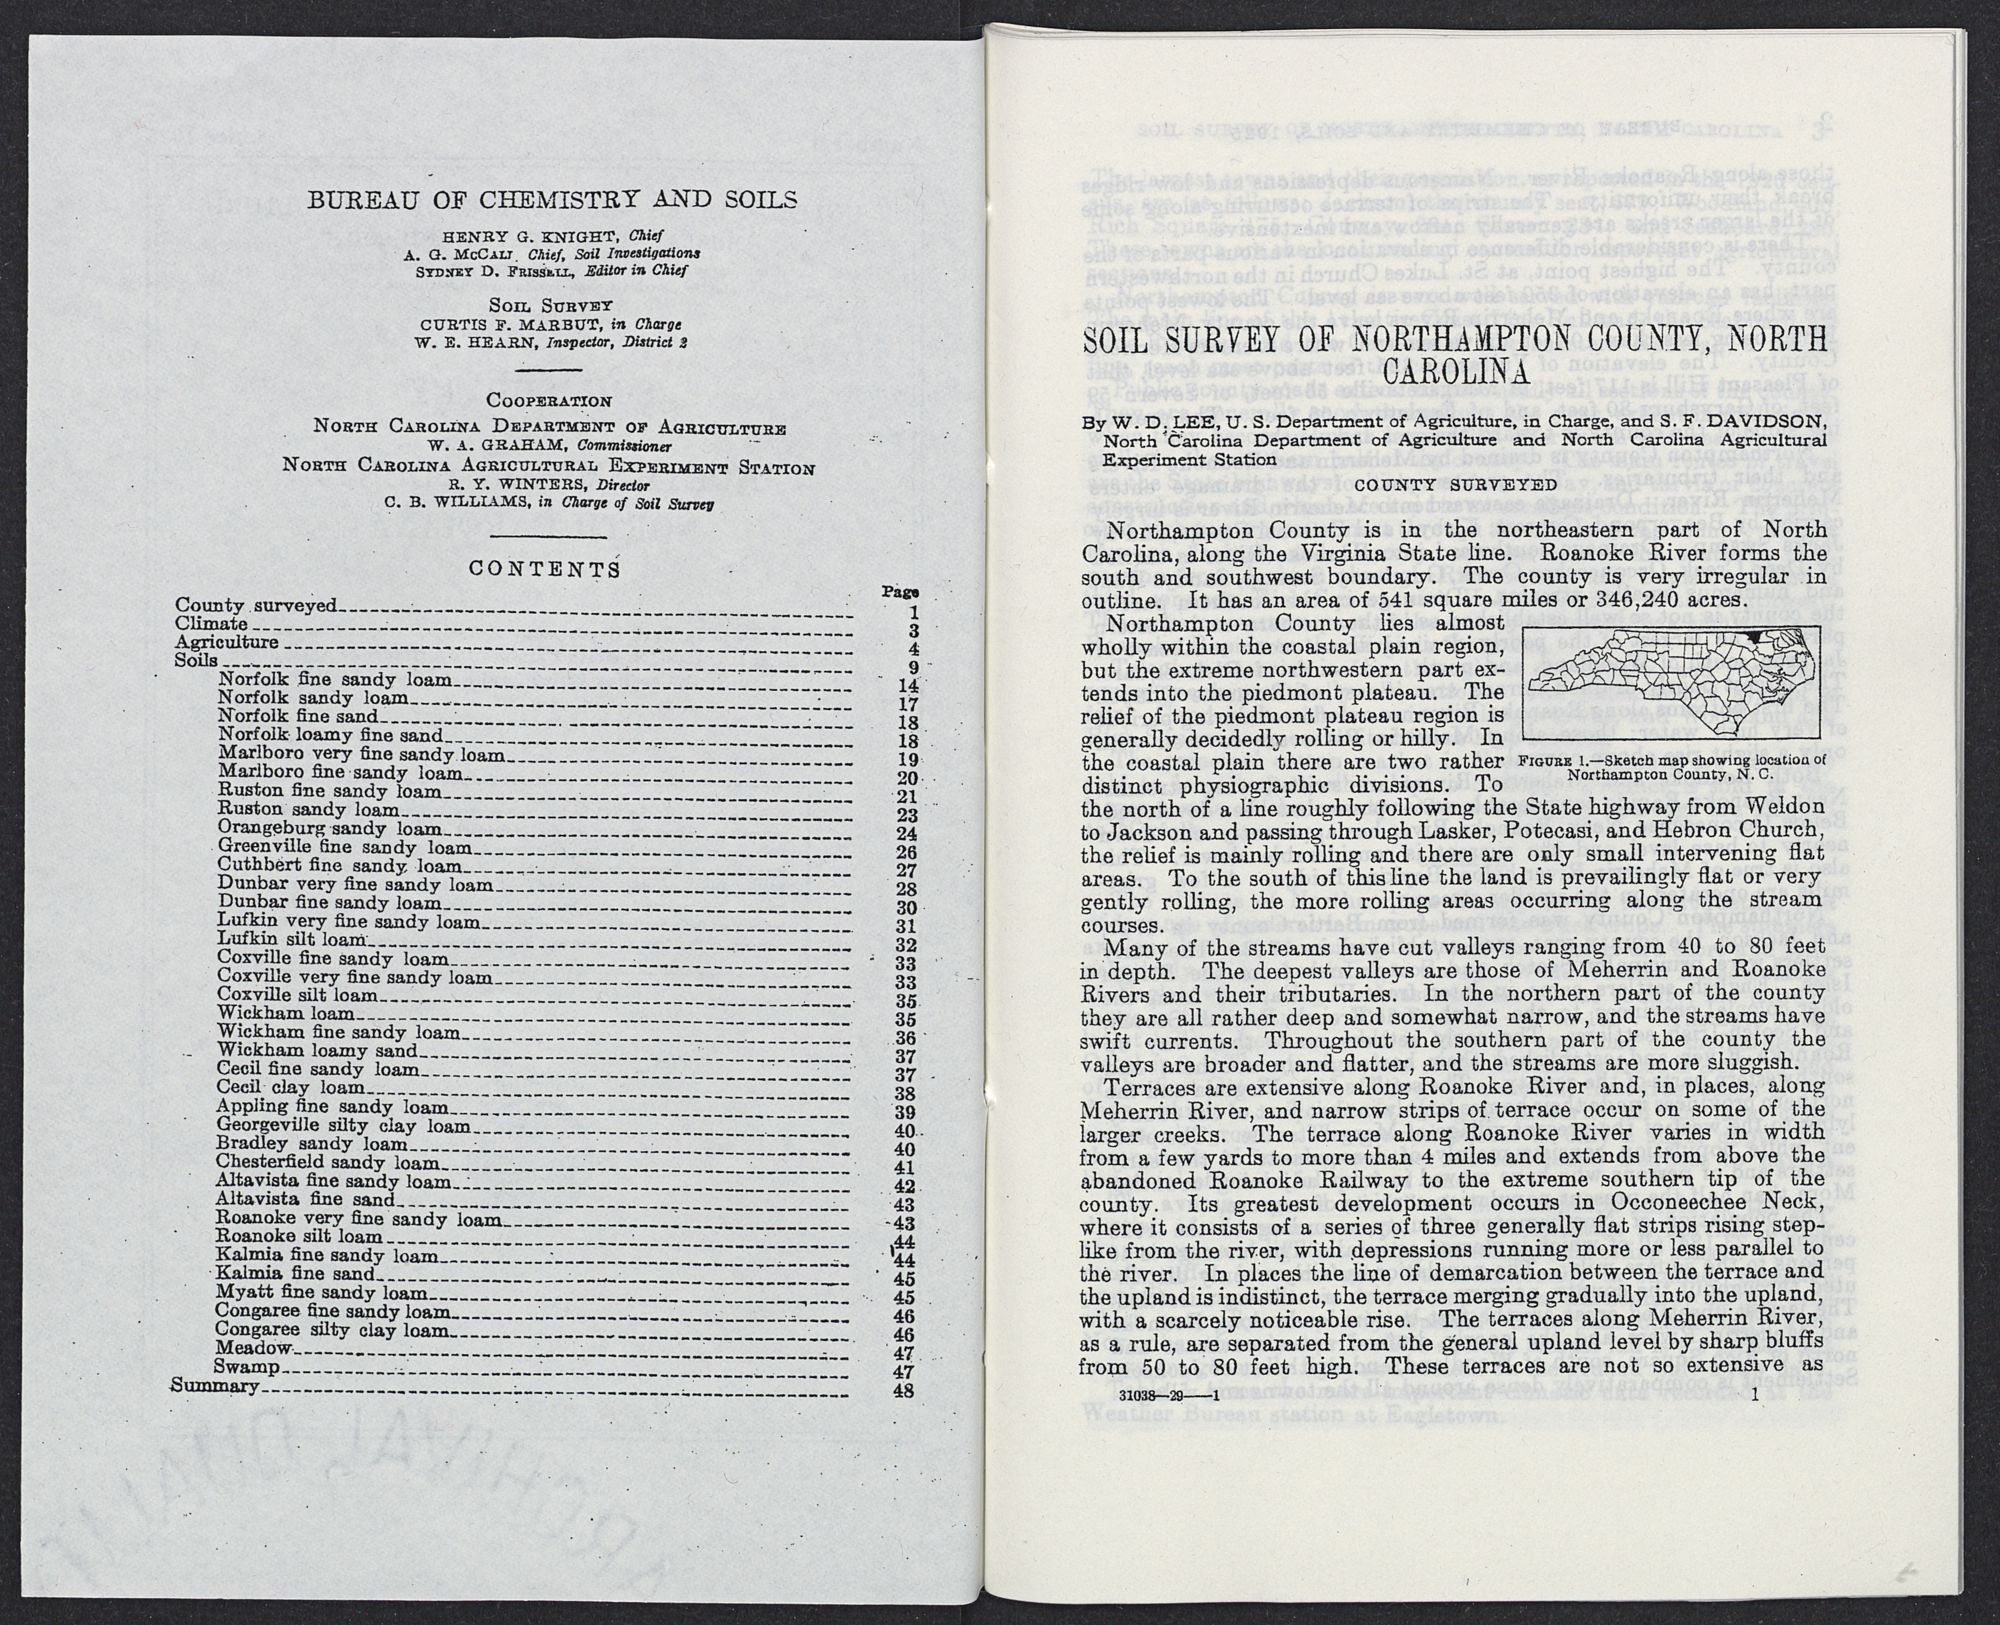 BUREAU OF CHEMISTRY AND SOILS
HENRY G. KNIGHT, Chief
A. G. McCALL, Chief, Soil Investigations
SYDNEY D. FRISSELL, Editor in Chief
SOIL SURVEY
CURTIS F. MARBUT, in Charge
W. E. HEARN, Inspector, District 2
COOPERATION
NORTH CAROLINA DEPARTMENT OF AGRICULTURE
W. A. GRAHAM, Commissioner
NORTH CAROLINA AGRICULTURAL EXPERIMENT STATION
R. Y. WINTERS, Director
C. B. WILLIAMS, in Charge of Soil Survey
CONTENTS
Page
County surveyed 1
Climate 3
Agriculture 4
Soils 9
Norfolk fine sandy loam 14
Norfolk sandy loam 17
Norfolk fine sand 18
Norfolk loamy fine sand 18
Marlboro very fine sandy loam 19
Marlboro fine sandy loam 20
Ruston fine sandy loam 21
Ruston sandy loam 23
Orangeburg sandy loam 24
Greenville fine sandy loam 26
Cuthbert fine sandy loam 27
Dunbar very fine sandy loam 28
Dunbar fine sandy loam 30
Lufkin very fine sandy loam 31
Lufkin silt loam 32
Coxville fine sandy loam 33
Coxville very fine sandy loam 33
Coxville silt loam 35
Wickham loam 35
Wickham fine sandy loam 36
Wickham loamy sand 37
Cecil fine sandy loam 37
Cecil clay loam 38
Appling fine sandy loam 39
Georgeville silty clay loam 40
Bradley sandy loam 40
Chesterfield sandy loam 41
Altavista fine sandy loam 42
Altavista fine sand 43
Roanoke very fine sandy loam 43
Roanoke silt loam 44
Kalmia fine sandy loam 44
Kalmia fine sand 45
Myatt fine sandy loam 45
Congaree fine sandy loam 46
Congaree silty clay loam 46
Meadow 47
Swamp 47
Summary 48
SOIL SURVEY OF NORTHAMPTON COUNTY, NORTH
CAROLINA
By W. D. LEE, U. S. Department of Agriculture, in Charge, and S. F. DAVIDSON,
North Carolina Department of Agriculture and North Carolina Agricultural
Experiment Station
COUNTY SURVEYED
Northampton County is in the northeastern part of North
Carolina, along the Virginia State line. Roanoke River forms the
south and southwest boundary. The county is very irregular in
outline. It has an area of 541 square miles or 346,240 acres.
Northampton County lies almost
wholly within the coastal plain region,
but the extreme northwestern part ex-
tends into the piedmont plateau. The
relief of the piedmont plateau region is
generally decidedly rolling or hilly. In
the coastal plain there are two rather
distinct physiographic divisions. To
FIGURE 1.—Sketch map showing location of
Northampton County, N. C.
the north of a line roughly following the State highway from Weldon
to Jackson and passing through Lasker, Potecasi, and Hebron Church,
the relief is mainly rolling and there are only small intervening flat
areas. To the south of this line the land is prevailingly flat or very
gently rolling, the more rolling areas occurring along the stream
courses.
Many of the streams have cut valleys ranging from 40 to 80 feet
in depth. The deepest valleys are those of Meherrin and Roanoke
Rivers and their tributaries. In the northern part of the county
they are all rather deep and somewhat narrow, and the streams have
swift currents. Throughout the southern part of the county the
valleys are broader and flatter, and the streams are more sluggish.
Terraces are extensive along Roanoke River and, in places, along
Meherrin River, and narrow strips of terrace occur on some of the
larger creeks. The terrace along Roanoke River varies in width
from a few yards to more than 4 miles and extends from above the
abandoned Roanoke Railway to the extreme southern tip of the
county. Its greatest development occurs in Occoneechee Neck,
where it consists of a series of three generally flat strips rising step-
like from the river, with depressions running more or less parallel to
the river. In places the line of demarcation between the terrace and
the upland is indistinct, the terrace merging gradually into the upland,
with a scarcely noticeable rise. The terraces along Meherrin River,
as a rule, are separated from the general upland level by sharp bluffs
from 50 to 80 feet high. These terraces are not so extensive as
31038—29——1 1